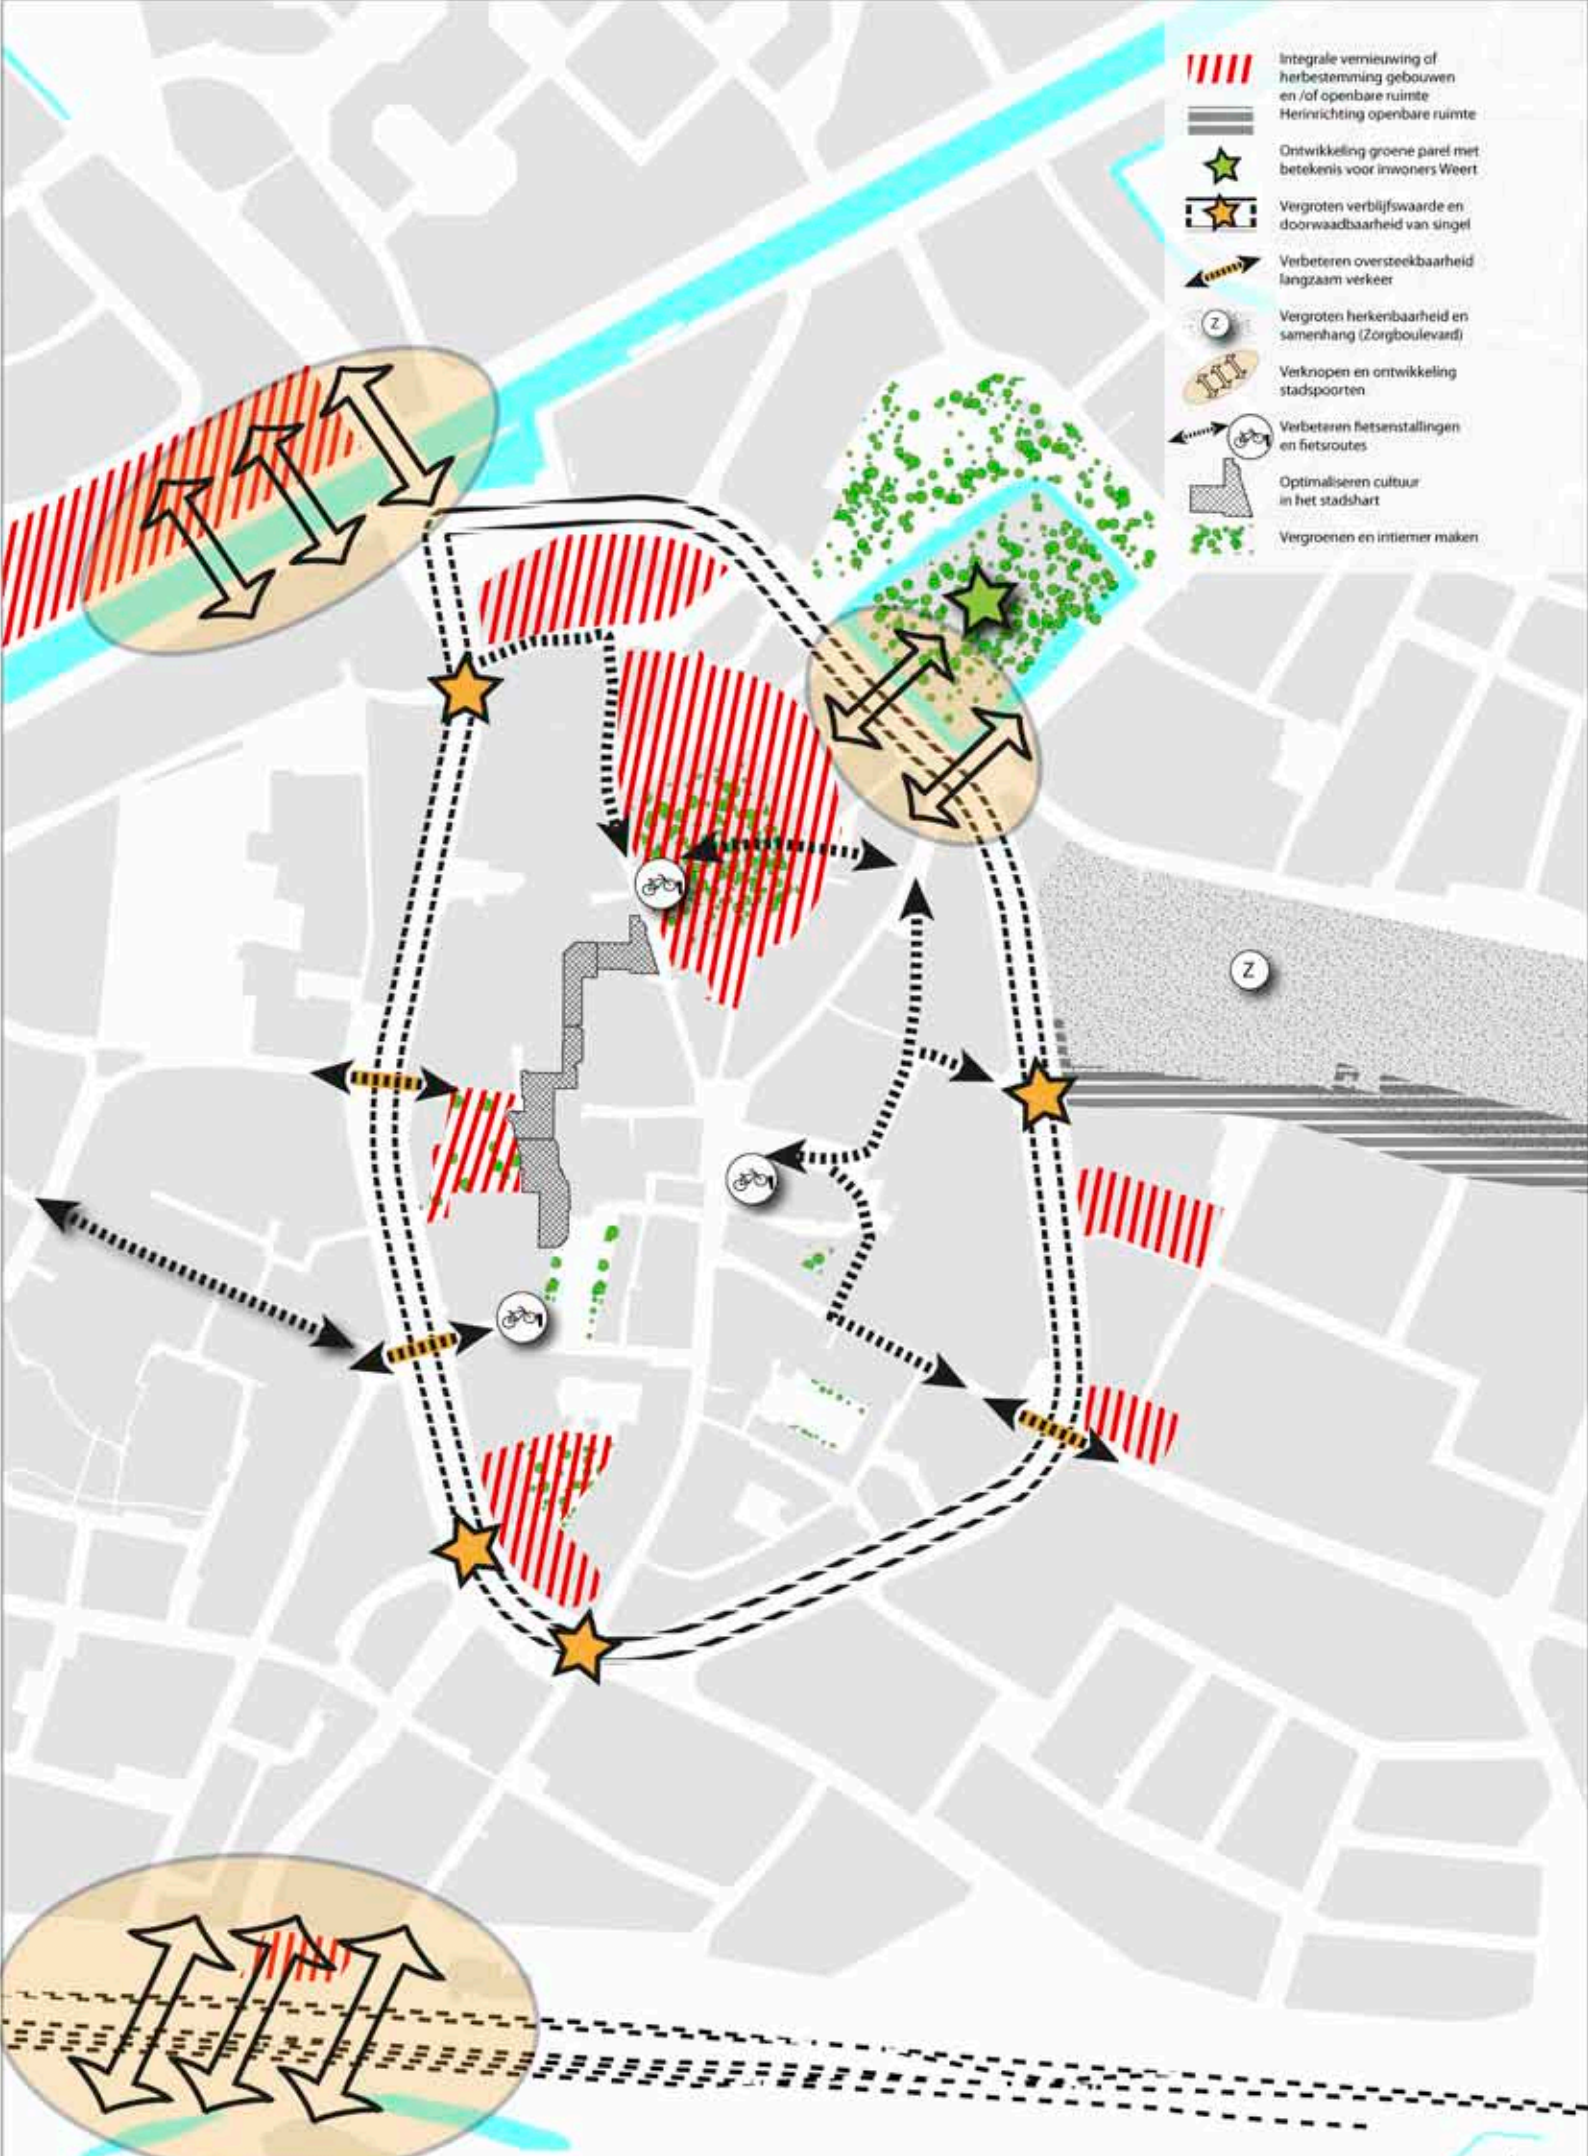 Integrale vernieuwing of
herbestemming gebouwen
en /of openbare ruimte
Herinrichting openbare ruimte
Ontwikkeling groene parel met
betekenis voor inwoners Weert
Vergroten verblijfswaarde en
doorwaadbaarheid van singel
Verbeteren oversteekbaarheid
langzaam verkeer
Z
Vergroten herkenbaarheid en
samenhang (Zorgboulevard)
Verknopen en ontwikkeling
stadspoorten
Verbeteren fietsenstallingen
en fietsroutes
Optimaliseren cultuur
in het stadshart
Vergroenen en intiemer maken
Z